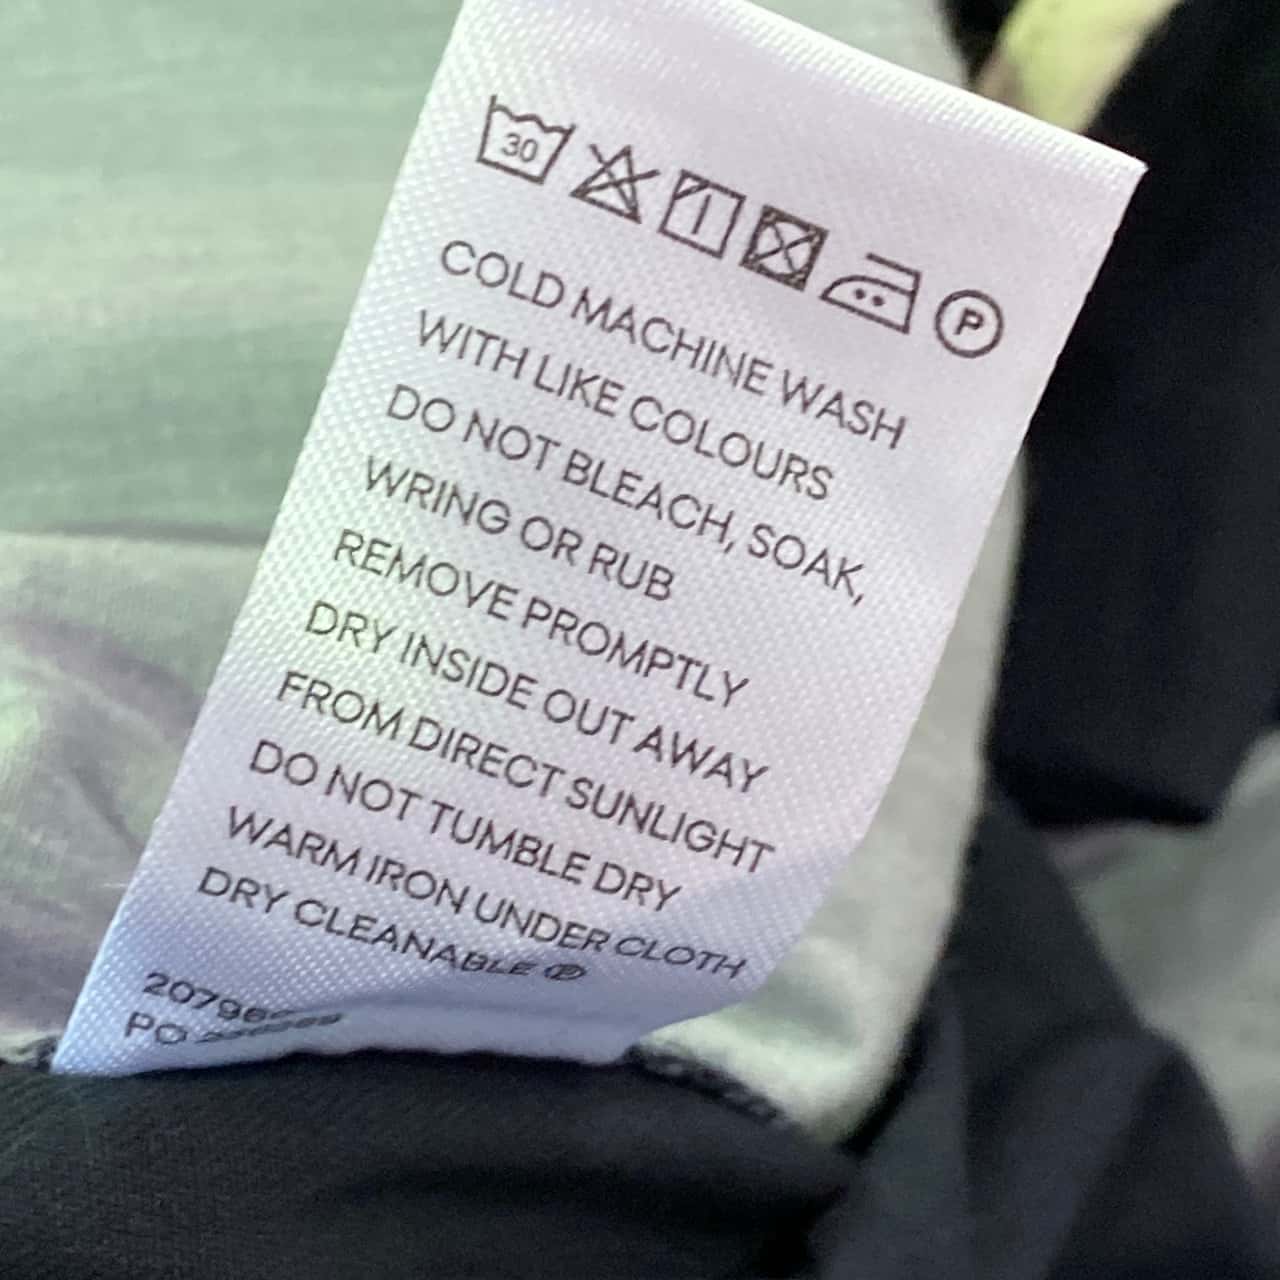 30
P
COLD MACHINE WASH
WITH LIKE COLOURS
DO NOT BLEACH, SOAK,
WRING OR RUB
REMOVE PROMPTLY
DRY INSIDE OUT AWAY
FROM DIRECT SUNLIGHT
DO NOT TUMBLE DRY
WARM IRON UNDER CLOTH
DRY CLEANABLE Ⓟ
PO